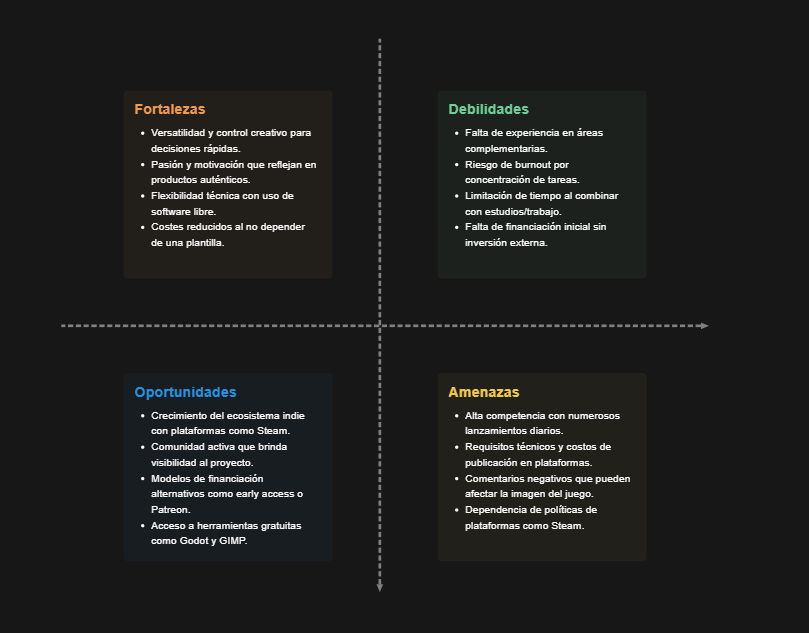 Fortalezas
• Versatilidad y control creativo para
decisiones rápidas.
• Pasión y motivación que reflejan en
productos auténticos.
• Flexibilidad técnica con uso de
software libre.
• Costes reducidos al no depender
de una plantilla.
Debilidades
• Falta de experiencia en áreas
complementarias.
• Riesgo de burnout por
concentración de tareas.
• Limitación de tiempo al combinar
con estudios/trabajo.
• Falta de financiación inicial sin
inversión externa.
Oportunidades
• Crecimiento del ecosistema indie
con plataformas como Steam.
• Comunidad activa que brinda
visibilidad al proyecto.
• Modelos de financiación
alternativos como early access o
Patreon.
• Acceso a herramientas gratuitas
como Godot y GIMP.
Amenazas
• Alta competencia con numerosos
lanzamientos diarios.
• Requisitos técnicos y costos de
publicación en plataformas.
• Comentarios negativos que pueden
afectar la imagen del juego.
• Dependencia de políticas de
plataformas como Steam.